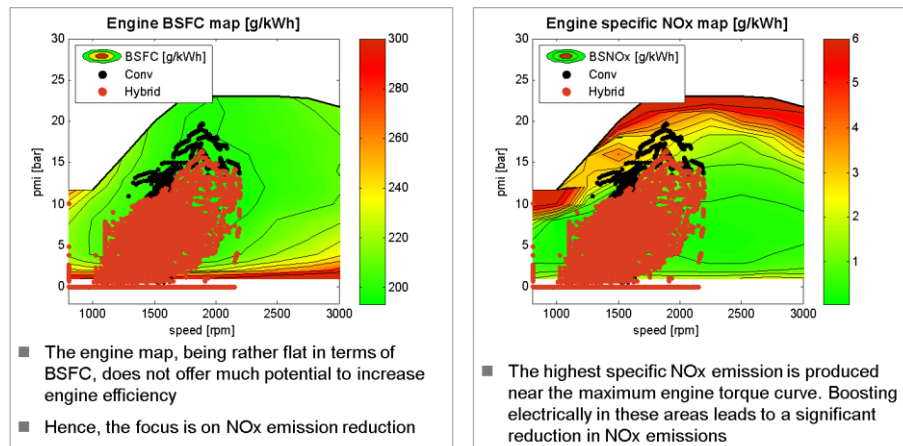 Engine BSFC map [g/kWh]
30
25
20
15
10
5
0
pmi [bar]
BSFC [g/kWh]
Conv
Hybrid
1000 1500 2000 2500 3000
speed [rpm]
300
280
260
240
220
200
■ The engine map, being rather flat in terms of
BSFC, does not offer much potential to increase
engine efficiency
■ Hence, the focus is on NOx emission reduction
Engine specific NOx map [g/kWh]
30
25
20
15
10
5
0
pmi [bar]
BSNOx [g/kWh]
Conv
Hybrid
1000 1500 2000 2500 3000
speed [rpm]
6
5
4
3
2
1
■ The highest specific NOx emission is produced
near the maximum engine torque curve. Boosting
electrically in these areas leads to a significant
reduction in NOx emissions